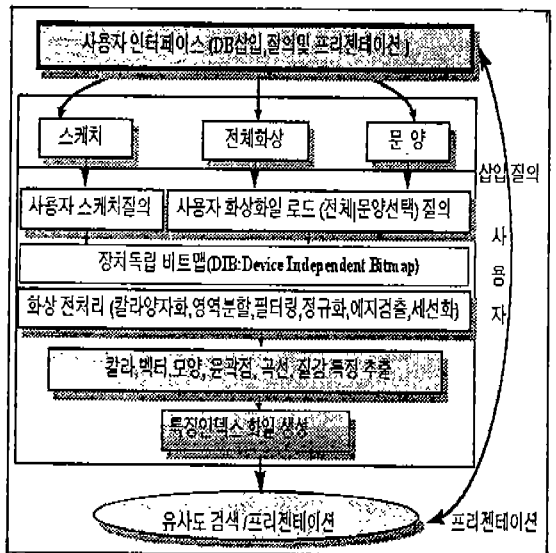 사용자 인터페이스 (DB삽입,질의및 프리젠테이션)
스케치
전체화상
문 양
삽입 질의
사용자 스케치질의
사용자 화상화일 로드 (전체|문양선택) 질의
사
용
자
장치독립 비트맵(DIB:Device Independent Bitmap)
화상 전처리 (칼라양자화,영역분할,필터링,정규화,에지검출,세선화)
칼라,벡터,모양, 윤곽점, 곡선, 질감 특징 추출
특징인덱스 화일 생성
유사도 검색 /프리젠테이션
프리젠테이션